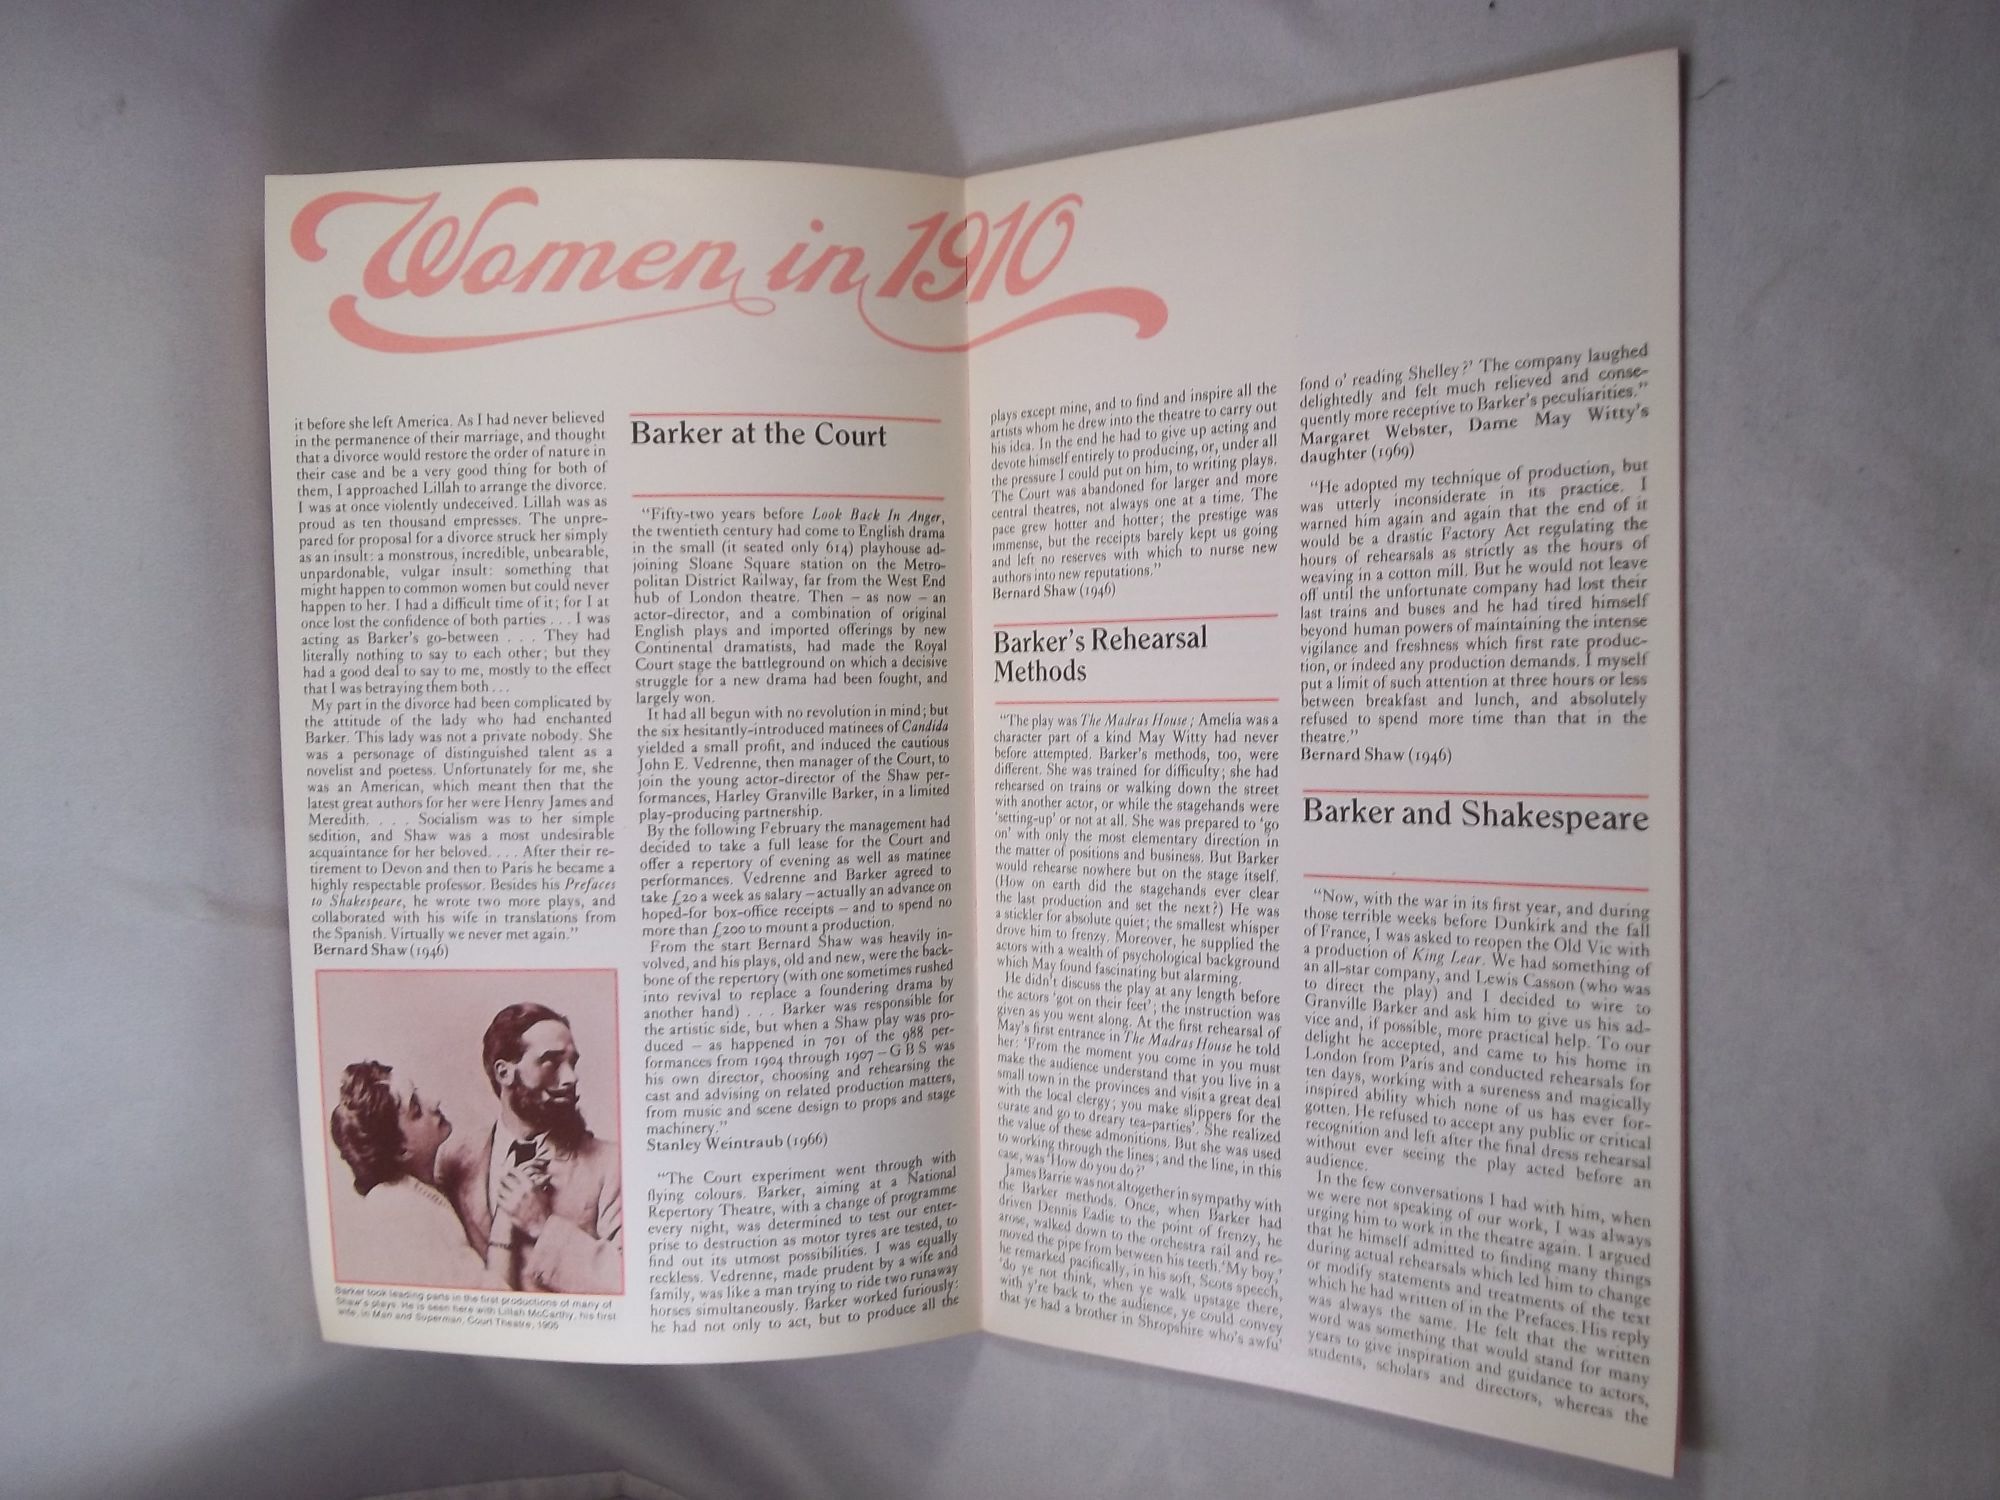 Women in 1910
it before she left America. As I had never believed
in the permanence of their marriage, and thought
that a divorce would restore the order of nature in
their case and be a very good thing for both of
them, I approached Lillah to arrange the divorce.
I was at once violently undeceived. Lillah was as
proud as ten thousand empresses. The unpre-
pared for proposal for a divorce struck her simply
as an insult: a monstrous, incredible, unbearable,
unpardonable, vulgar insult: something that
might happen to common women but could never
happen to her. I had a difficult time of it; for I at
once lost the confidence of both parties . . . I was
acting as Barker's go-between . . . They had
literally nothing to say to each other; but they
had a good deal to say to me, mostly to the effect
that I was betraying them both . . .
My part in the divorce had been complicated by
the attitude of the lady who had enchanted
Barker. This lady was not a private nobody. She
was a personage of distinguished talent as a
novelist and poetess. Unfortunately for me, she
was an American, which meant then that the
latest great authors for her were Henry James and
Meredith. . . . Socialism was to her simple
sedition, and Shaw was a most undesirable
acquaintance for her beloved. . . . After their re-
tirement to Devon and then to Paris he became a
highly respectable professor. Besides his Prefaces
to Shakespeare, he wrote two more plays, and
collaborated with his wife in translations from
the Spanish. Virtually we never met again."
Bernard Shaw (1946)
Barker took leading parts in the first productions of many of
Shaw's plays. He is seen here with Lillah McCarthy, his first
wife, in Man and Superman, Court Theatre, 1905
Barker at the Court
"Fifty-two years before Look Back In Anger,
the twentieth century had come to English drama
in the small (it seated only 614) playhouse ad-
joining Sloane Square station on the Metro-
politan District Railway, far from the West End
hub of London theatre. Then – as now – an
actor-director, and a combination of original
English plays and imported offerings by new
Continental dramatists, had made the Royal
Court stage the battleground on which a decisive
struggle for a new drama had been fought, and
largely won.
It had all begun with no revolution in mind; but
the six hesitantly-introduced matinees of Candida
yielded a small profit, and induced the cautious
John E. Vedrenne, then manager of the Court, to
join the young actor-director of the Shaw per-
formances, Harley Granville Barker, in a limited
play-producing partnership.
By the following February the management had
decided to take a full lease for the Court and
offer a repertory of evening as well as matinee
performances. Vedrenne and Barker agreed to
take £20 a week as salary – actually an advance on
hoped-for box-office receipts – and to spend no
more than £200 to mount a production.
From the start Bernard Shaw was heavily in-
volved, and his plays, old and new, were the back-
bone of the repertory (with one sometimes rushed
into revival to replace a foundering drama by
another hand) . . . Barker was responsible for
the artistic side, but when a Shaw play was pro-
duced – as happened in 701 of the 988 per-
formances from 1904 through 1907 – G B S was
his own director, choosing and rehearsing the
cast and advising on related production matters,
from music and scene design to props and stage
machinery."
Stanley Weintraub (1966)
"The Court experiment went through with
flying colours. Barker, aiming at a National
Repertory Theatre, with a change of programme
every night, was determined to test our enter-
prise to destruction as motor tyres are tested, to
find out its utmost possibilities. I was equally
reckless. Vedrenne, made prudent by a wife and
family, was like a man trying to ride two runaway
horses simultaneously. Barker worked furiously:
he had not only to act, but to produce all the
plays except mine, and to find and inspire all the
artists whom he drew into the theatre to carry out
his idea. In the end he had to give up acting and
devote himself entirely to producing, or, under all
the pressure I could put on him, to writing plays.
The Court was abandoned for larger and more
central theatres, not always one at a time. The
pace grew hotter and hotter; the prestige was
immense, but the receipts barely kept us going
and left no reserves with which to nurse new
authors into new reputations."
Bernard Shaw (1946)
Barker's Rehearsal
Methods
"The play was The Madras House; Amelia was a
character part of a kind May Witty had never
before attempted. Barker's methods, too, were
different. She was trained for difficulty; she had
rehearsed on trains or walking down the street
with another actor, or while the stagehands were
'setting-up' or not at all. She was prepared to 'go
on' with only the most elementary direction in
the matter of positions and business. But Barker
would rehearse nowhere but on the stage itself.
(How on earth did the stagehands ever clear
the last production and set the next?) He was
a stickler for absolute quiet; the smallest whisper
drove him to frenzy. Moreover, he supplied the
actors with a wealth of psychological background
which May found fascinating but alarming.
He didn't discuss the play at any length before
the actors 'got on their feet'; the instruction was
given as you went along. At the first rehearsal of
May's first entrance in The Madras House he told
her: 'From the moment you come in you must
make the audience understand that you live in a
small town in the provinces and visit a great deal
with the local clergy; you make slippers for the
curate and go to dreary tea-parties'. She realized
the value of these admonitions. But she was used
to working through the lines; and the line, in this
case, was 'How do you do?'
James Barrie was not altogether in sympathy with
the Barker methods. Once, when Barker had
driven Dennis Eadie to the point of frenzy, he
arose, walked down to the orchestra rail and re-
moved the pipe from between his teeth. 'My boy,'
he remarked pacifically, in his soft, Scots speech,
'do ye not think, when ye walk upstage there,
with y're back to the audience, ye could convey
that ye had a brother in Shropshire who's awfu'
fond o' reading Shelley?' The company laughed
delightedly and felt much relieved and conse-
quently more receptive to Barker's peculiarities."
Margaret Webster, Dame May Witty's
daughter (1969)
"He adopted my technique of production, but
was utterly inconsiderate in its practice. I
warned him again and again that the end of it
would be a drastic Factory Act regulating the
hours of rehearsals as strictly as the hours of
weaving in a cotton mill. But he would not leave
off until the unfortunate company had lost their
last trains and buses and he had tired himself
beyond human powers of maintaining the intense
vigilance and freshness which first rate produc-
tion, or indeed any production demands. I myself
put a limit of such attention at three hours or less
between breakfast and lunch, and absolutely
refused to spend more time than that in the
theatre."
Bernard Shaw (1946)
Barker and Shakespeare
"Now, with the war in its first year, and during
those terrible weeks before Dunkirk and the fall
of France, I was asked to reopen the Old Vic with
a production of King Lear. We had something of
an all-star company, and Lewis Casson (who was
to direct the play) and I decided to wire to
Granville Barker and ask him to give us his ad-
vice and, if possible, more practical help. To our
delight he accepted, and came to his home in
London from Paris and conducted rehearsals for
ten days, working with a sureness and magically
inspired ability which none of us has ever for-
gotten. He refused to accept any public or critical
recognition and left after the final dress rehearsal
without ever seeing the play acted before an
audience.
In the few conversations I had with him, when
we were not speaking of our work, I was always
urging him to work in the theatre again. I argued
that he himself admitted to finding many things
during actual rehearsals which led him to change
or modify statements and treatments of the text
which he had written of in the Prefaces. His reply
was always the same. He felt that the written
word was something that would stand for many
years to give inspiration and guidance to actors,
students, scholars and directors, whereas the